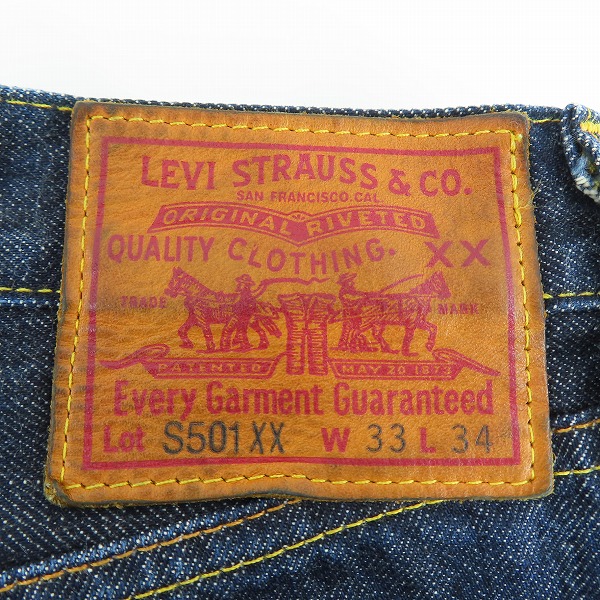 LEVI STRAUSS & CO.
SAN FRANCISCO.CAL.
ORIGINAL RIVETED
QUALITY CLOTHING. XX
TRADE MARK
PATENTED MAY 20 1873
Every Garment Guaranteed
Lot S501XX W 33 L 34